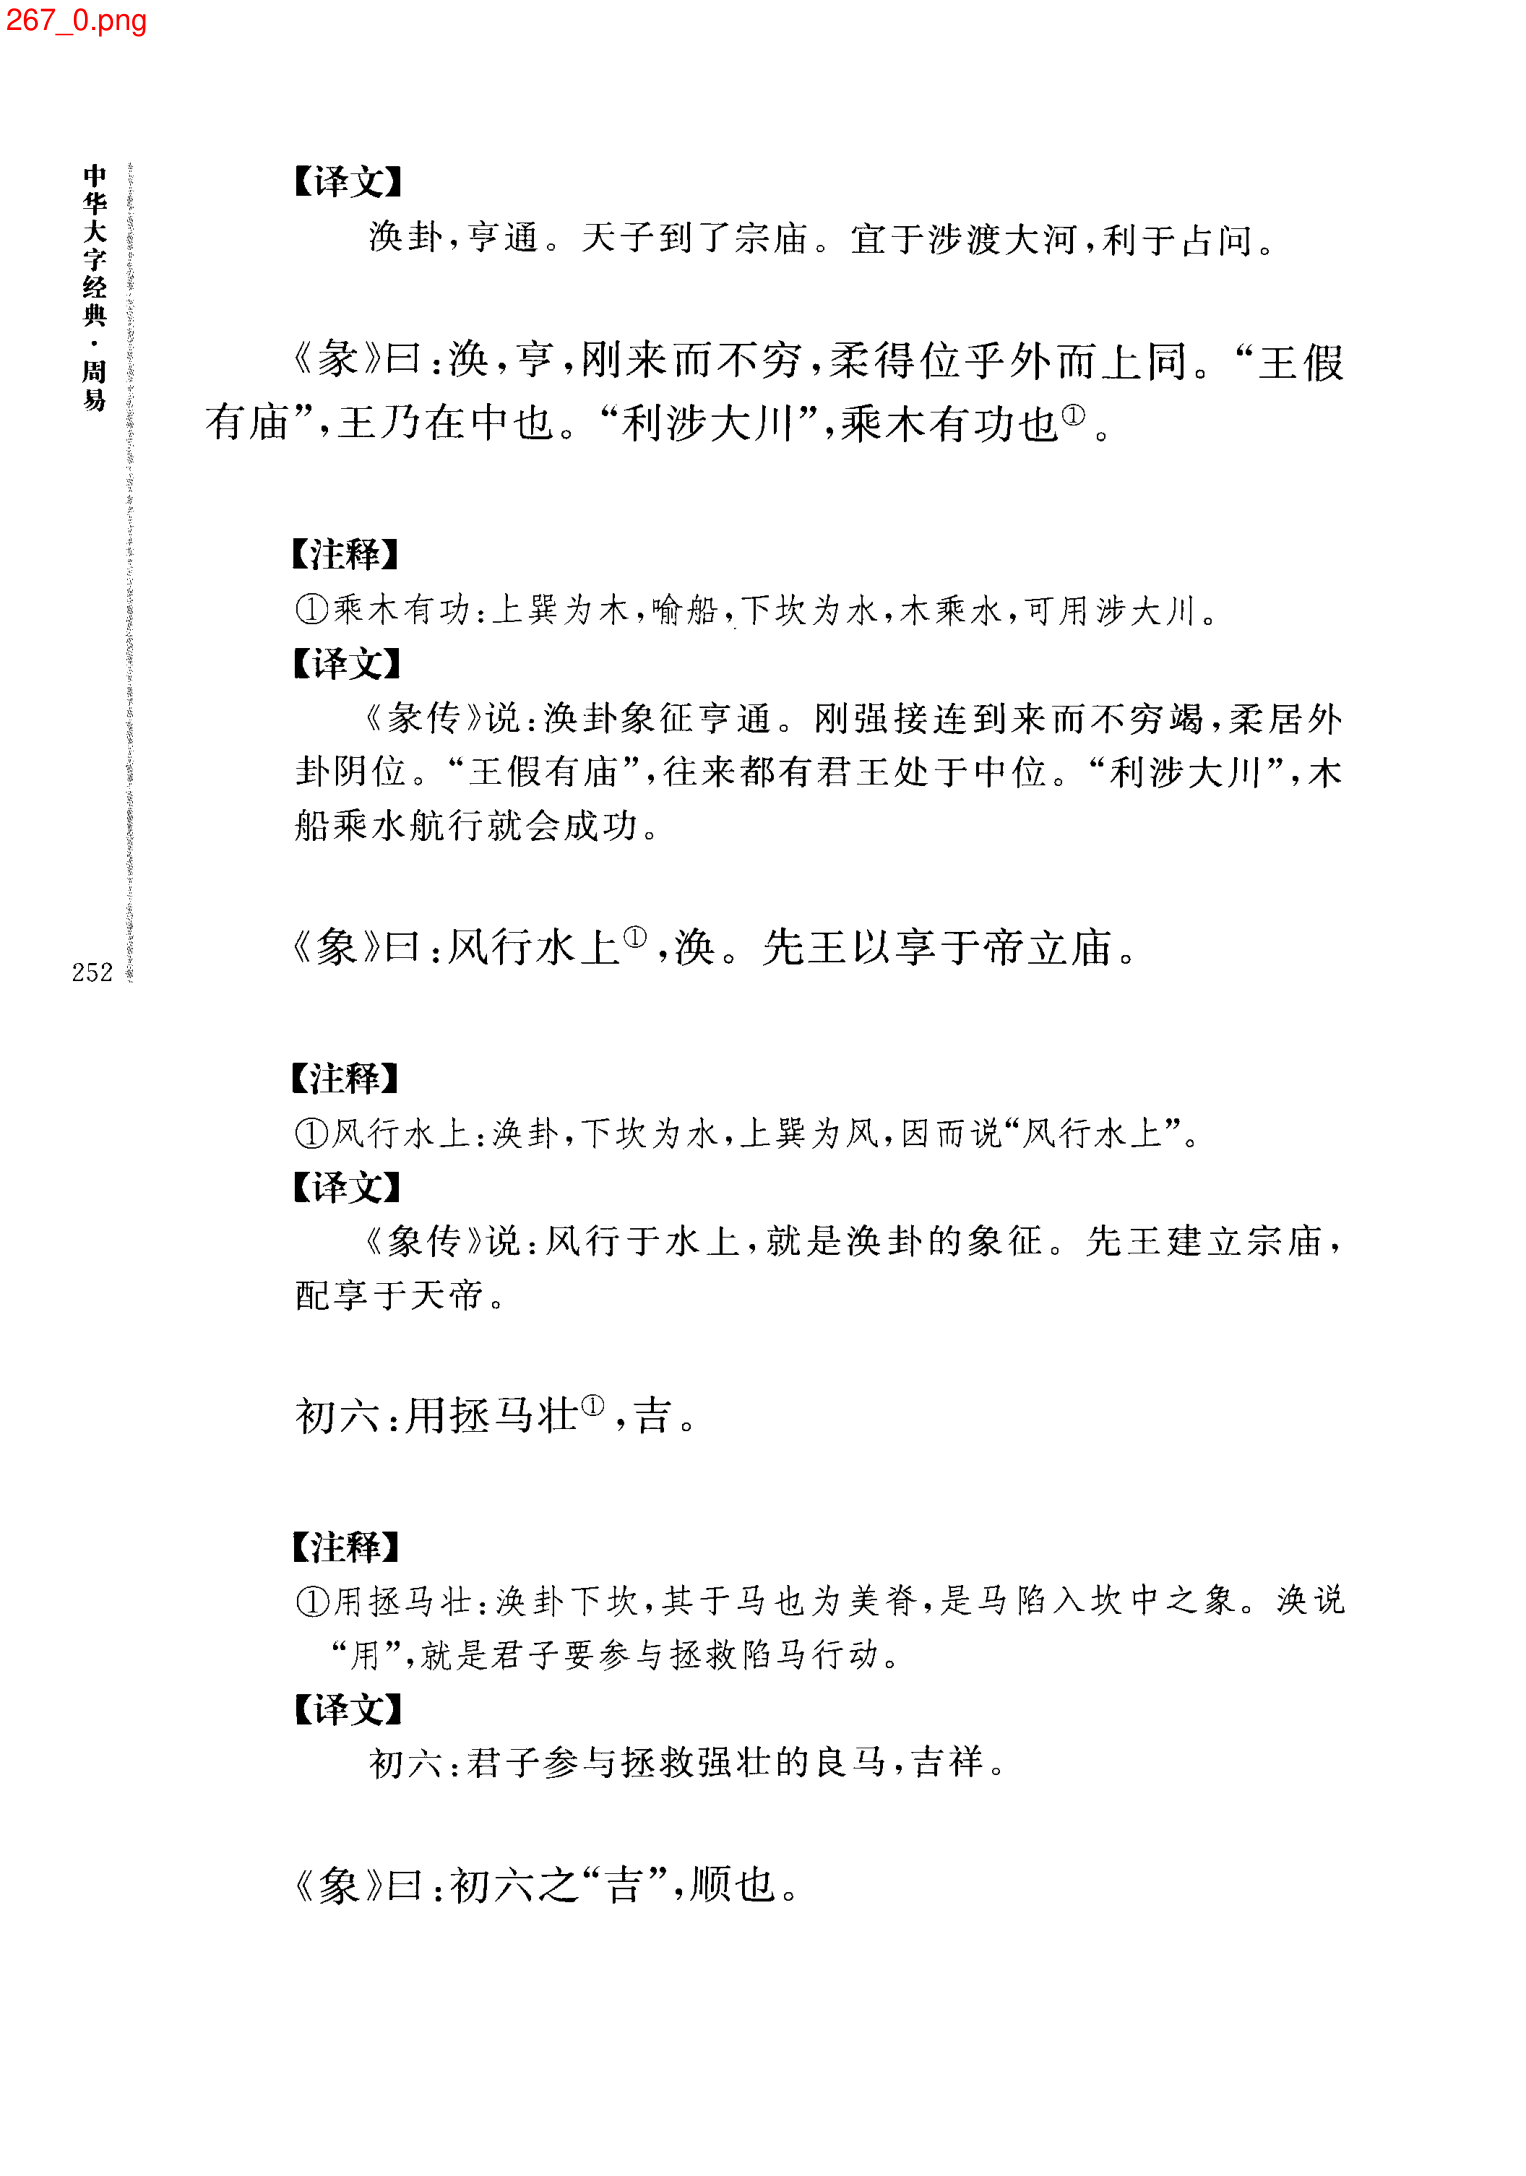 267_0.png
中华大字经典·周易
252
【译文】
涣卦，亨通。天子到了宗庙。宜于涉渡大河，利于占问。
《彖》曰：涣，亨，刚来而不穷，柔得位乎外而上同。“王假
有庙”，王乃在中也。“利涉大川”，乘木有功也①。
【注释】
①乘木有功：上巽为木，喻船，下坎为水，木乘水，可用涉大川。
【译文】
《彖传》说：涣卦象征亨通。刚强接连到来而不穷竭，柔居外
卦阴位。“王假有庙”，往来都有君王处于中位。“利涉大川”，木
船乘水航行就会成功。
《象》曰：风行水上①，涣。先王以享于帝立庙。
【注释】
①风行水上：涣卦，下坎为水，上巽为风，因而说“风行水上”。
【译文】
《象传》说：风行于水上，就是涣卦的象征。先王建立宗庙，
配享于天帝。
初六：用拯马壮①，吉。
【注释】
①用拯马壮：涣卦下坎，其于马也为美脊，是马陷入坎中之象。涣说
“用”，就是君子要参与拯救陷马行动。
【译文】
初六：君子参与拯救强壮的良马，吉祥。
《象》曰：初六之“吉”，顺也。